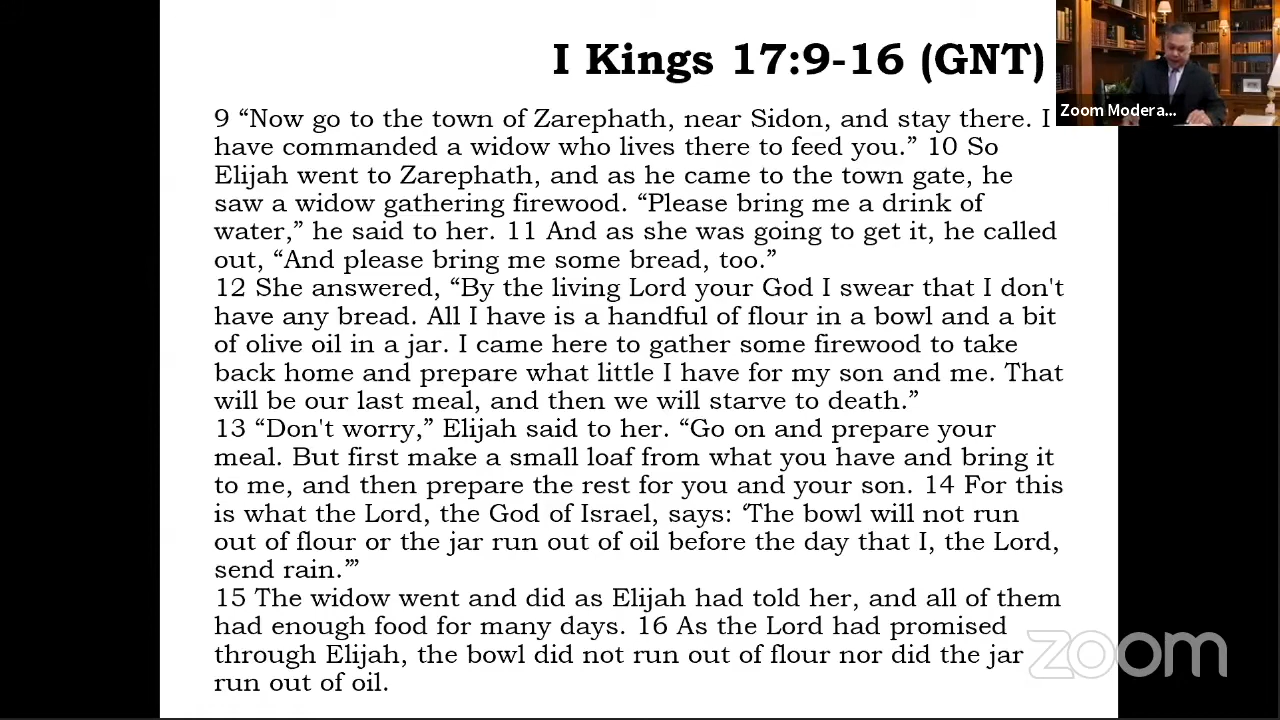 I Kings 17:9-16 (GNT)
Zoom Modera...
9 “Now go to the town of Zarephath, near Sidon, and stay there. I
have commanded a widow who lives there to feed you.” 10 So
Elijah went to Zarephath, and as he came to the town gate, he
saw a widow gathering firewood. “Please bring me a drink of
water,” he said to her. 11 And as she was going to get it, he called
out, “And please bring me some bread, too.”
12 She answered, “By the living Lord your God I swear that I don't
have any bread. All I have is a handful of flour in a bowl and a bit
of olive oil in a jar. I came here to gather some firewood to take
back home and prepare what little I have for my son and me. That
will be our last meal, and then we will starve to death.”
13 “Don't worry,” Elijah said to her. “Go on and prepare your
meal. But first make a small loaf from what you have and bring it
to me, and then prepare the rest for you and your son. 14 For this
is what the Lord, the God of Israel, says: ‘The bowl will not run
out of flour or the jar run out of oil before the day that I, the Lord,
send rain.’”
15 The widow went and did as Elijah had told her, and all of them
had enough food for many days. 16 As the Lord had promised
through Elijah, the bowl did not run out of flour nor did the jar
run out of oil.
zoom